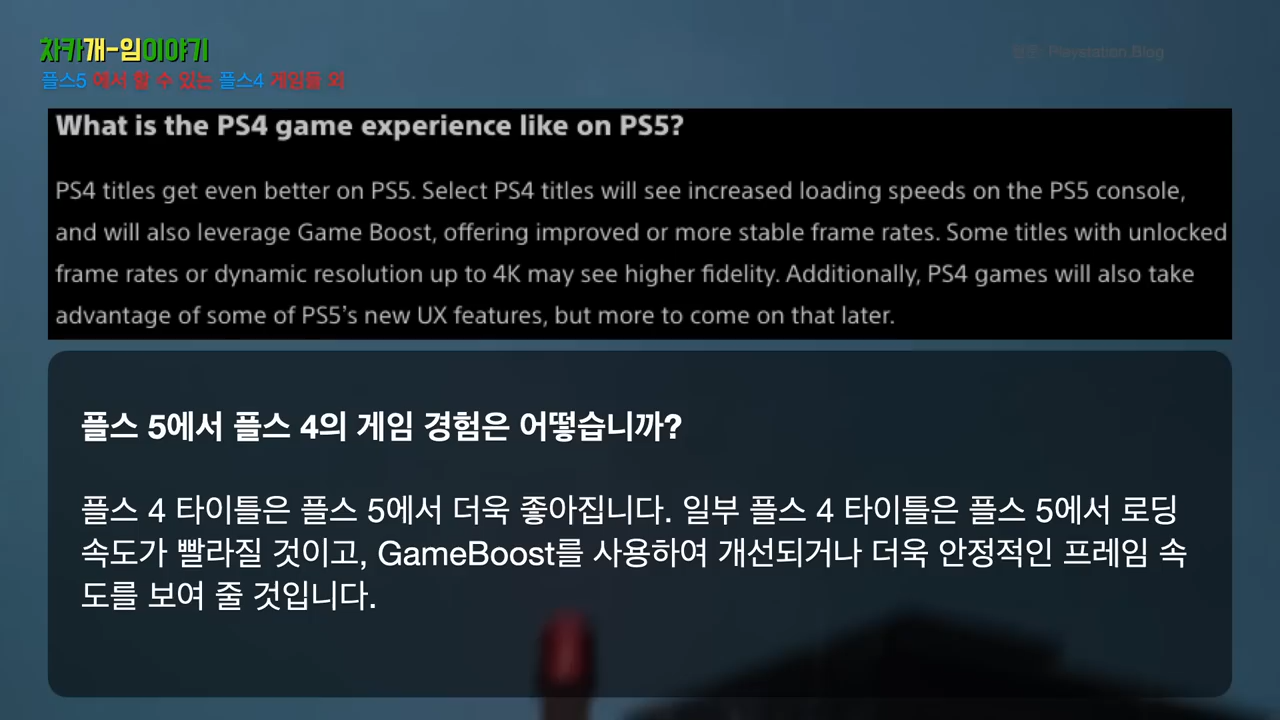 차카개-임이야기
플스5 에서 할 수 있는 플스4 게임들 외
Playstation.Blog
What is the PS4 game experience like on PS5?
PS4 titles get even better on PS5. Select PS4 titles will see increased loading speeds on the PS5 console,
and will also leverage Game Boost, offering improved or more stable frame rates. Some titles with unlocked
frame rates or dynamic resolution up to 4K may see higher fidelity. Additionally, PS4 games will also take
advantage of some of PS5’s new UX features, but more to come on that later.
플스 5에서 플스 4의 게임 경험은 어떻습니까?
플스 4 타이틀은 플스 5에서 더욱 좋아집니다. 일부 플스 4 타이틀은 플스 5에서 로딩
속도가 빨라질 것이고, GameBoost를 사용하여 개선되거나 더욱 안정적인 프레임 속
도를 보여 줄 것입니다.